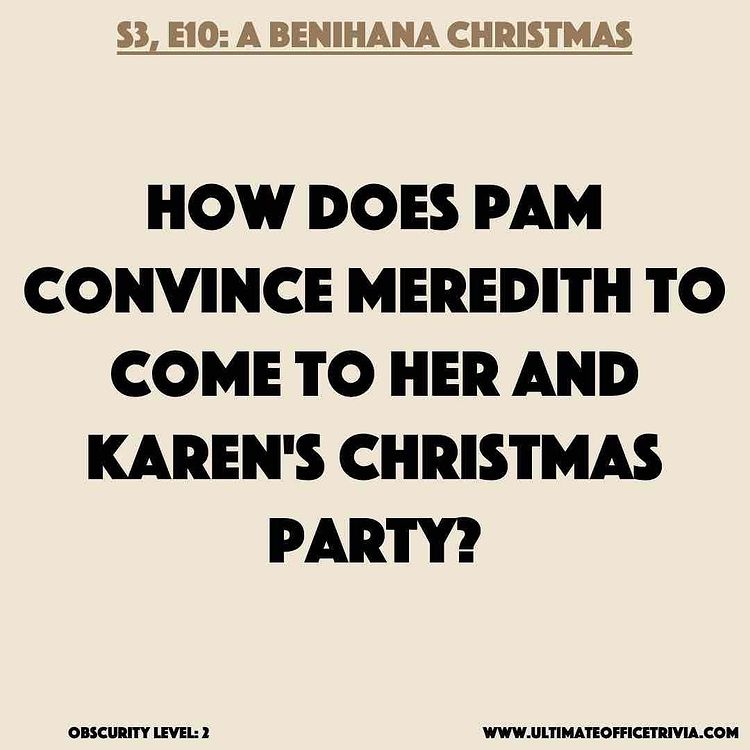 S3, E10: A BENIHANA CHRISTMAS
HOW DOES PAM
CONVINCE MEREDITH TO
COME TO HER AND
KAREN'S CHRISTMAS
PARTY?
OBSCURITY LEVEL: 2
WWW.ULTIMATEOFFICETRIVIA.COM